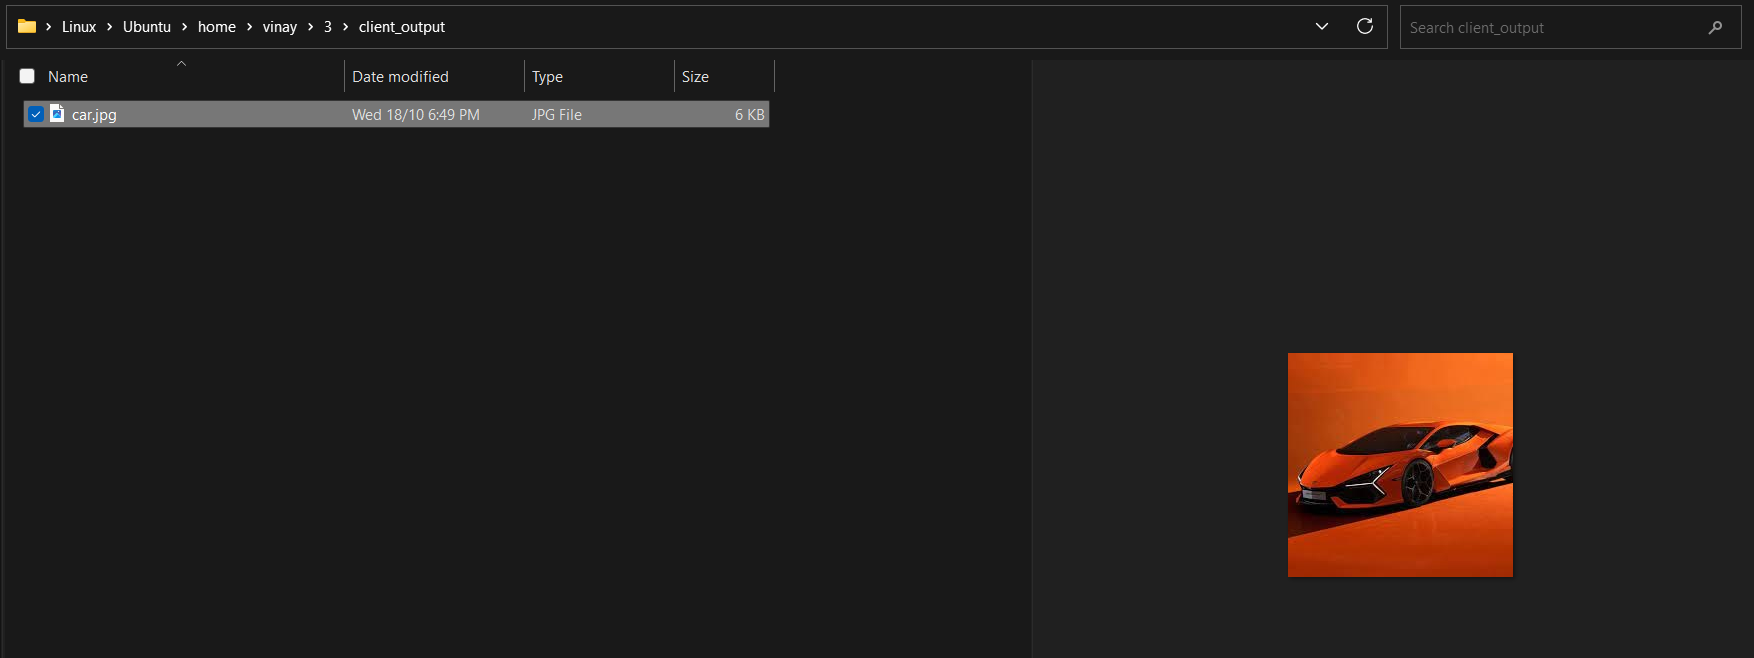 Linux Ubuntu home vinay 3 client_output
Search client_output
Name Date modified Type Size
car.jpg Wed 18/10 6:49 PM JPG File 6 KB